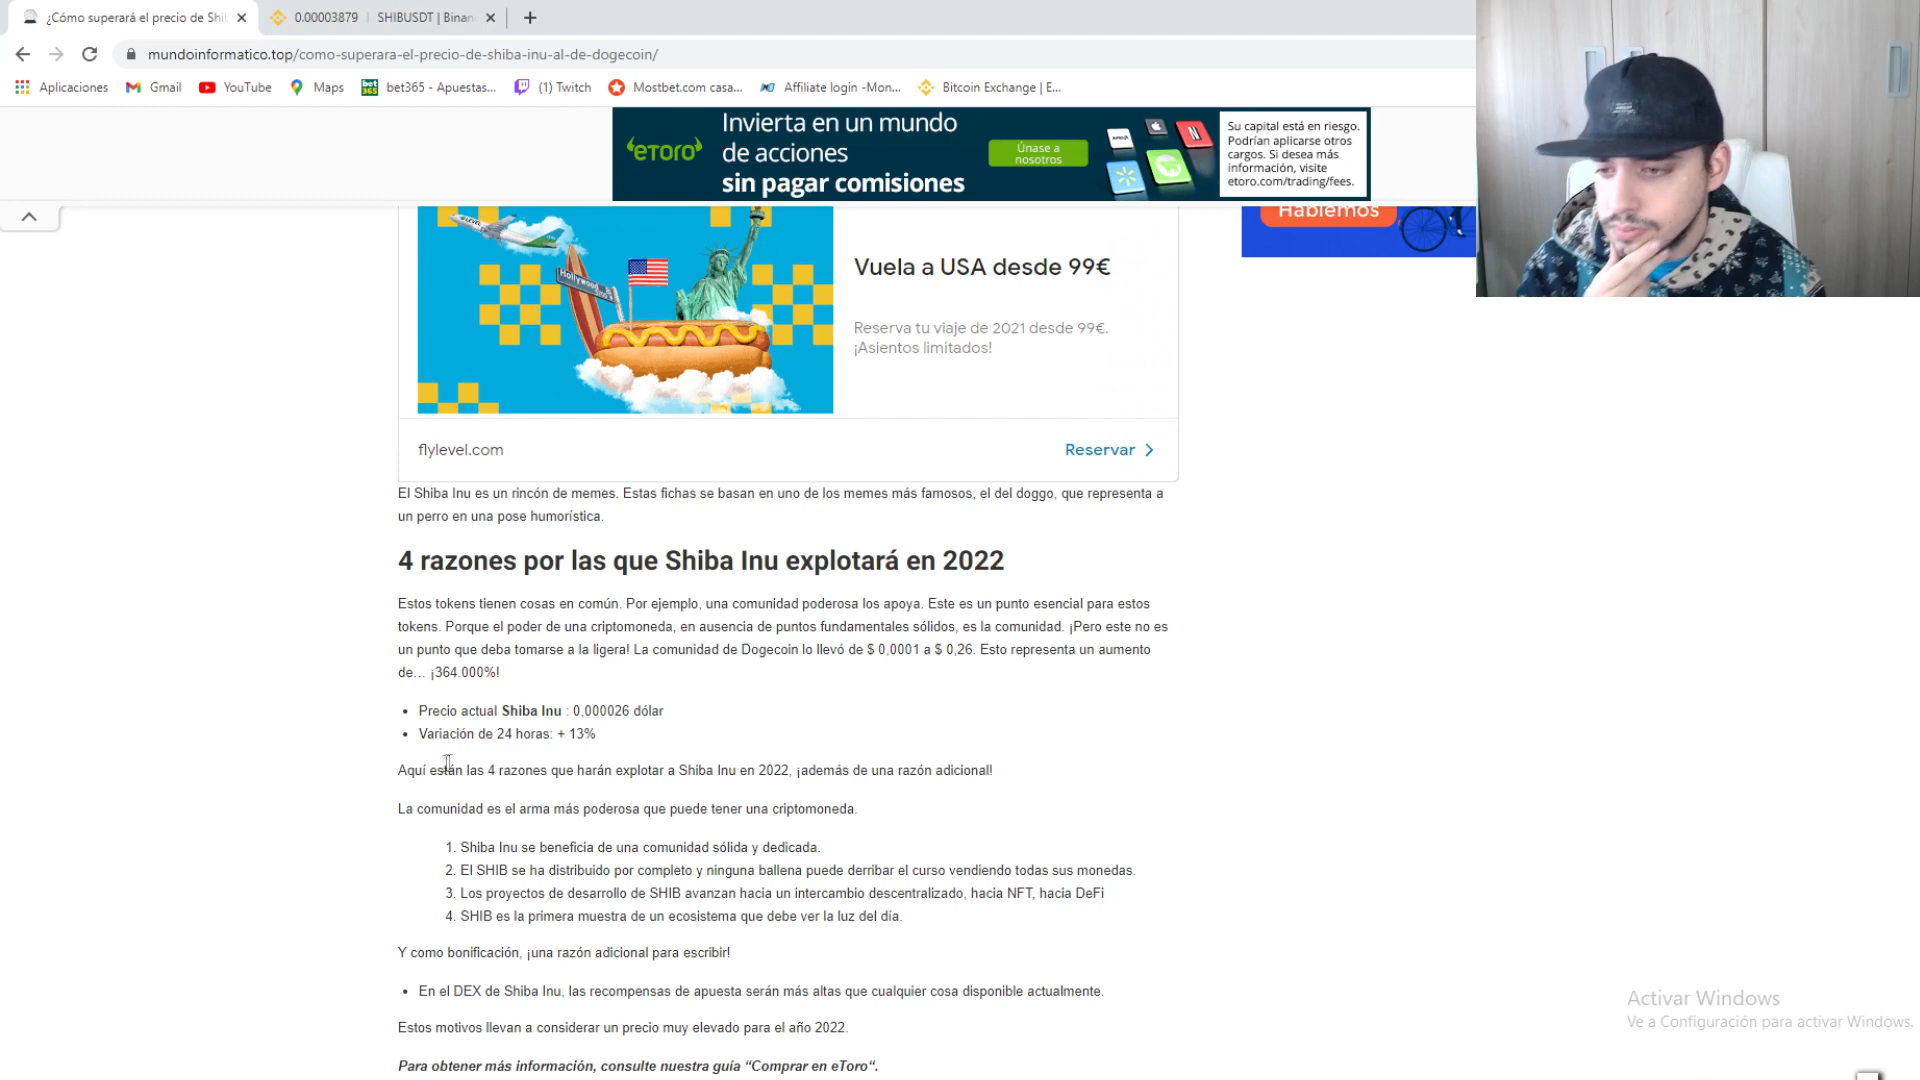 ¿Cómo superará el precio de Shi
0.00003879 | SHIBUSDT | Binan
mundoinformatico.top/como-superara-el-precio-de-shiba-inu-al-de-dogecoin/
Aplicaciones
Gmail
YouTube
Maps
bet365 - Apuestas...
(1) Twitch
Mostbet.com casa...
Affiliate login -Mon...
Bitcoin Exchange | E...
eToro
Invierta en un mundo
de acciones
sin pagar comisiones
Únase a
nosotros
Su capital está en riesgo.
Podrían aplicarse otros
cargos. Si desea más
información, visite
etoro.com/trading/fees.
Hablemos
LEVEL
Hollywood
Vuela a USA desde 99€
Reserva tu viaje de 2021 desde 99€.
¡Asientos limitados!
flylevel.com
Reservar
El Shiba Inu es un rincón de memes. Estas fichas se basan en uno de los memes más famosos, el del doggo, que representa a
un perro en una pose humorística.
4 razones por las que Shiba Inu explotará en 2022
Estos tokens tienen cosas en común. Por ejemplo, una comunidad poderosa los apoya. Este es un punto esencial para estos
tokens. Porque el poder de una criptomoneda, en ausencia de puntos fundamentales sólidos, es la comunidad. ¡Pero este no es
un punto que deba tomarse a la ligera! La comunidad de Dogecoin lo llevó de $ 0,0001 a $ 0,26. Esto representa un aumento
de... ¡364.000%!
• Precio actual Shiba Inu : 0,000026 dólar
• Variación de 24 horas: + 13%
Aquí están las 4 razones que harán explotar a Shiba Inu en 2022, ¡además de una razón adicional!
La comunidad es el arma más poderosa que puede tener una criptomoneda.
1. Shiba Inu se beneficia de una comunidad sólida y dedicada.
2. El SHIB se ha distribuido por completo y ninguna ballena puede derribar el curso vendiendo todas sus monedas.
3. Los proyectos de desarrollo de SHIB avanzan hacia un intercambio descentralizado, hacia NFT, hacia DeFi
4. SHIB es la primera muestra de un ecosistema que debe ver la luz del día.
Y como bonificación, ¡una razón adicional para escribir!
• En el DEX de Shiba Inu, las recompensas de apuesta serán más altas que cualquier cosa disponible actualmente.
Estos motivos llevan a considerar un precio muy elevado para el año 2022.
Para obtener más información, consulte nuestra guía “Comprar en eToro“.
Activar Windows
Ve a Configuración para activar Windows.